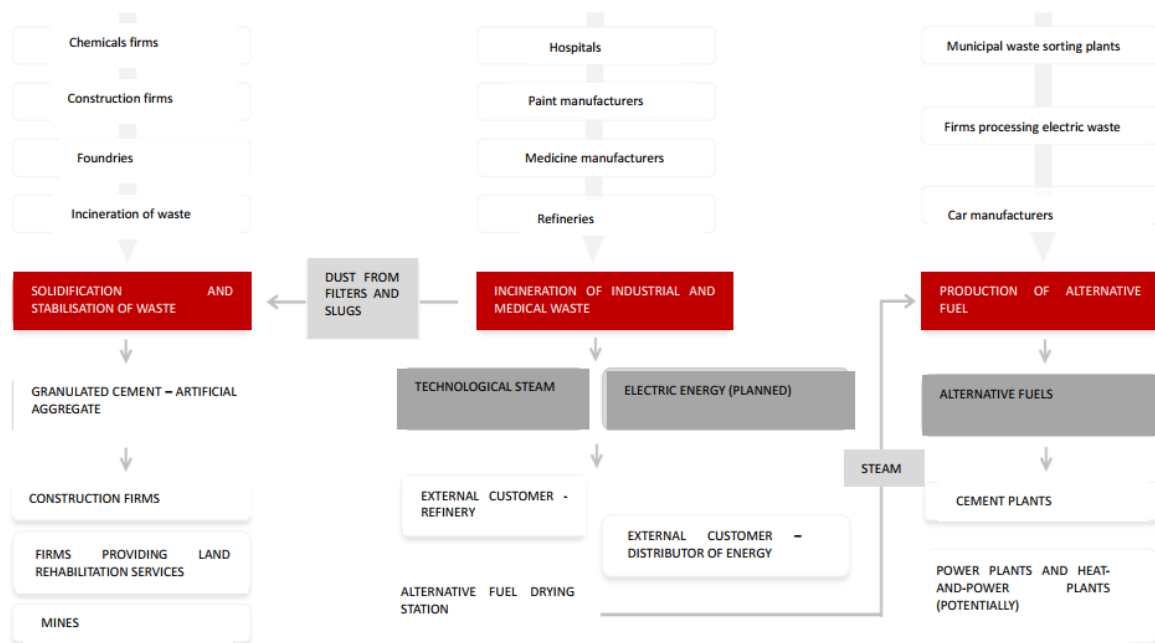 Chemicals firms
Construction firms
Foundries
Incineration of waste
SOLIDIFICATION AND
STABILISATION OF WASTE
GRANULATED CEMENT – ARTIFICIAL
AGGREGATE
CONSTRUCTION FIRMS
FIRMS PROVIDING LAND
REHABILITATION SERVICES
MINES
DUST FROM
FILTERS AND
SLUGS
Hospitals
Paint manufacturers
Medicine manufacturers
Refineries
INCINERATION OF INDUSTRIAL AND
MEDICAL WASTE
TECHNOLOGICAL STEAM
ELECTRIC ENERGY (PLANNED)
EXTERNAL CUSTOMER -
REFINERY
EXTERNAL CUSTOMER –
DISTRIBUTOR OF ENERGY
ALTERNATIVE FUEL DRYING
STATION
STEAM
Municipal waste sorting plants
Firms processing electric waste
Car manufacturers
PRODUCTION OF ALTERNATIVE
FUEL
ALTERNATIVE FUELS
CEMENT PLANTS
POWER PLANTS AND HEAT-
AND-POWER PLANTS
(POTENTIALLY)